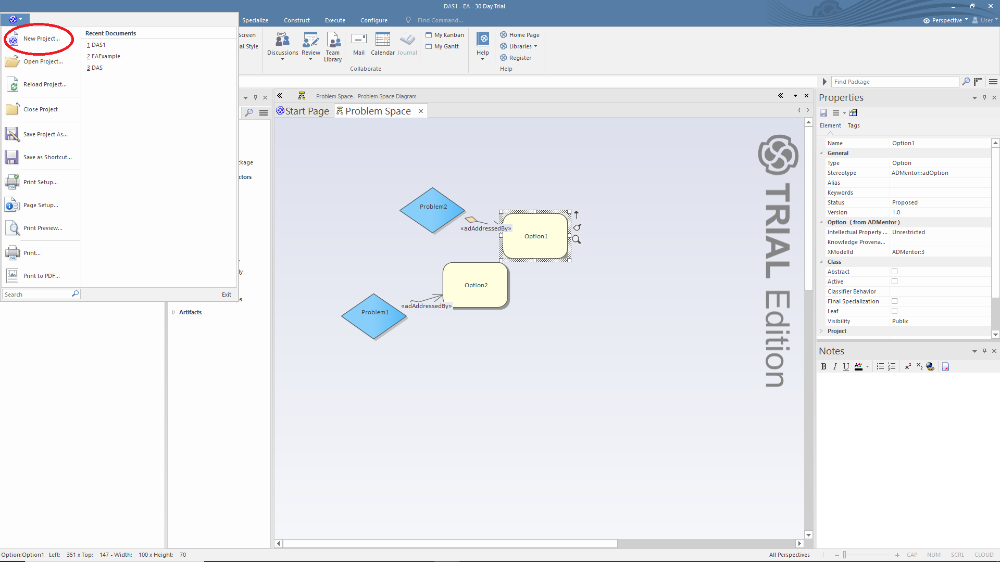 DAS1 - EA - 30 Day Trial
Specialize Construct Execute Configure Find Command... Perspective User
New Project...
Open Project...
Reload Project...
Close Project
Save Project As...
Save as Shortcut...
Print Setup...
Page Setup...
Print Preview...
Print...
Print to PDF...
Search
Exit
Recent Documents
1 DAS1
2 EAExample
3 DAS
creen
al Style
Discussions
Review
Team
Library
Mail
Calendar
Journal
My Kanban
My Gantt
Collaborate
Help
Home Page
Libraries
Register
Help
Find Package
kage
ctors
ly
s
Artifacts
Problem Space. Problem Space Diagram
Start Page
Problem Space
Problem2
«adAddressedBy»
Option1
Option2
«adAddressedBy»
Problem1
TRIAL Edition
Properties
Element Tags
Name Option1
General
Type Option
Stereotype ADMentor::adOption
Alias
Keywords
Status Proposed
Version 1.0
Option ( from ADMentor )
Intellectual Property ... Unrestricted
Knowledge Provena...
XModelId ADMentor:3
Class
Abstract
Active
Classifier Behavior
Final Specialization
Leaf
Visibility Public
Project
Notes
B I U A x² x₂
Option:Option1 Left: 351 x Top: 147 - Width: 100 x Height: 70
All Perspectives
CAP NUM SCRL CLOUD